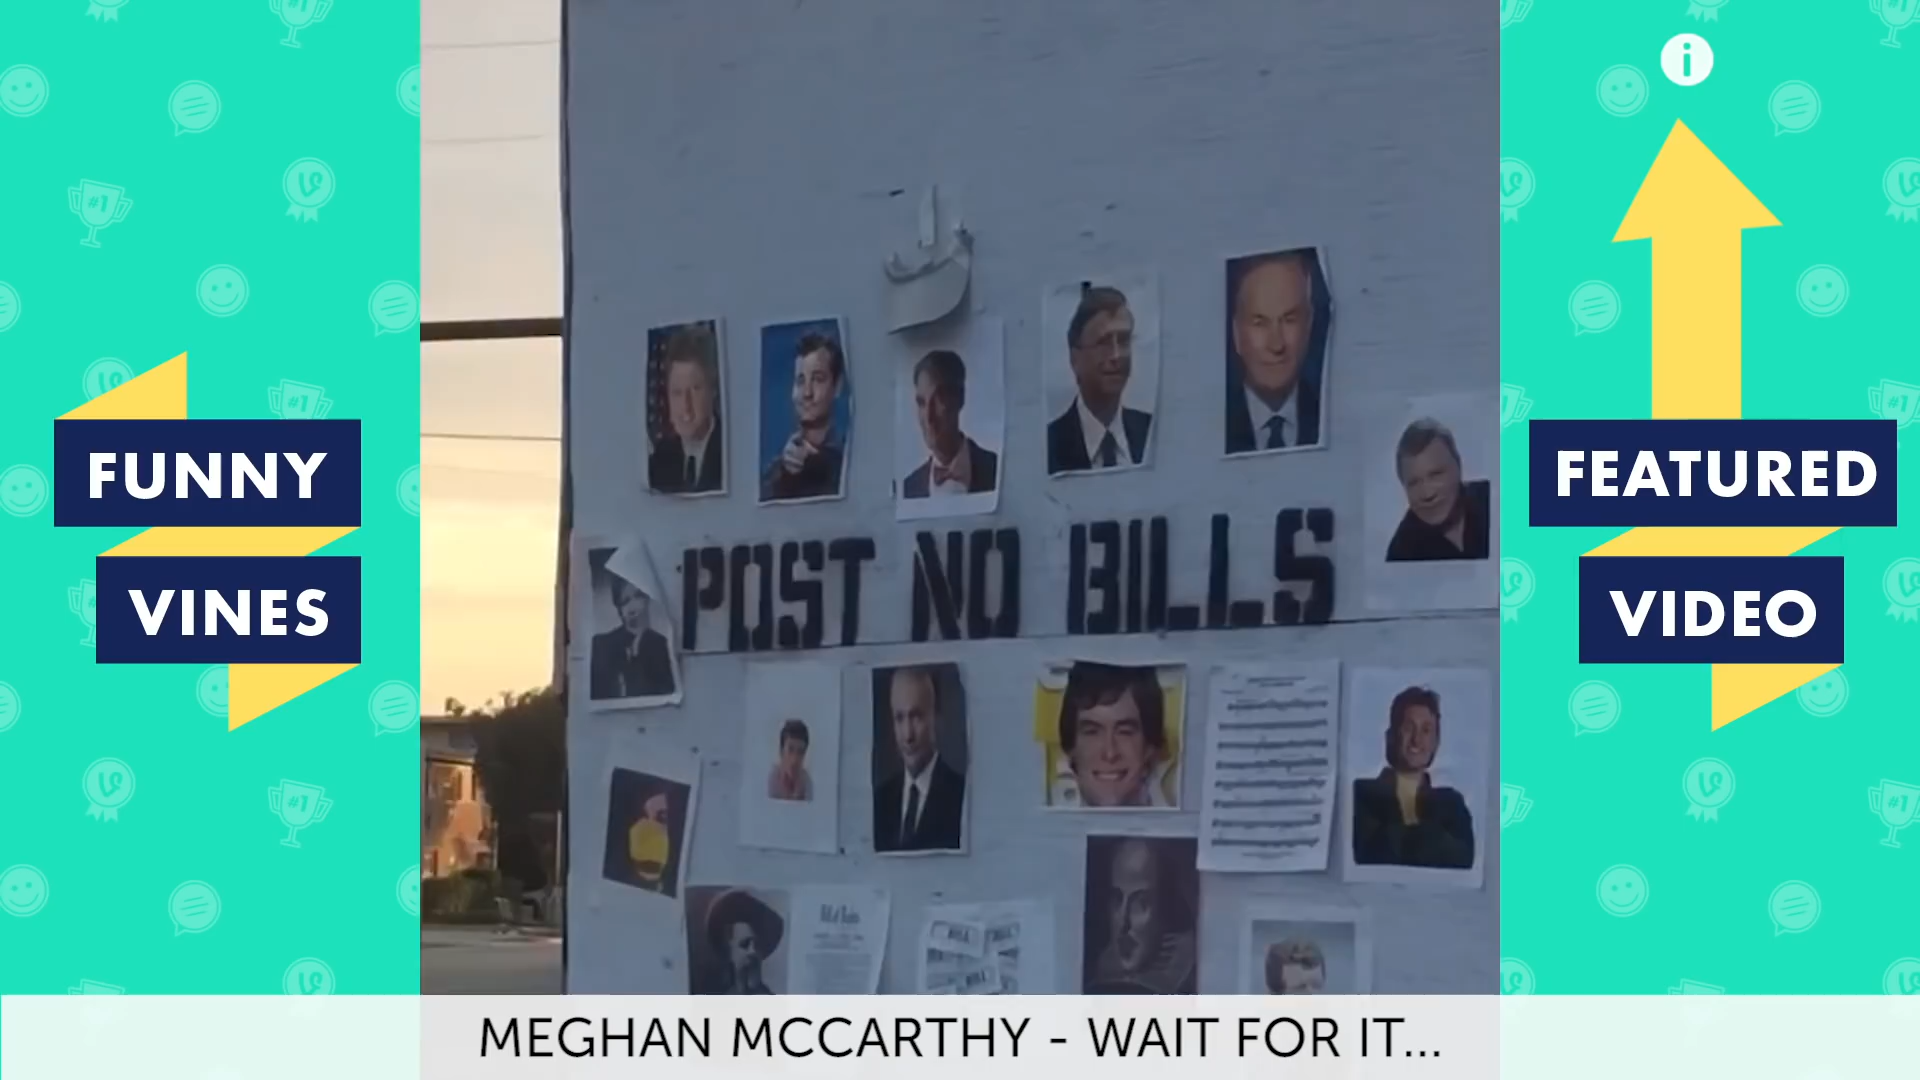 FUNNY
VINES
POST NO BILLS
FEATURED
VIDEO
MEGHAN MCCARTHY - WAIT FOR IT...